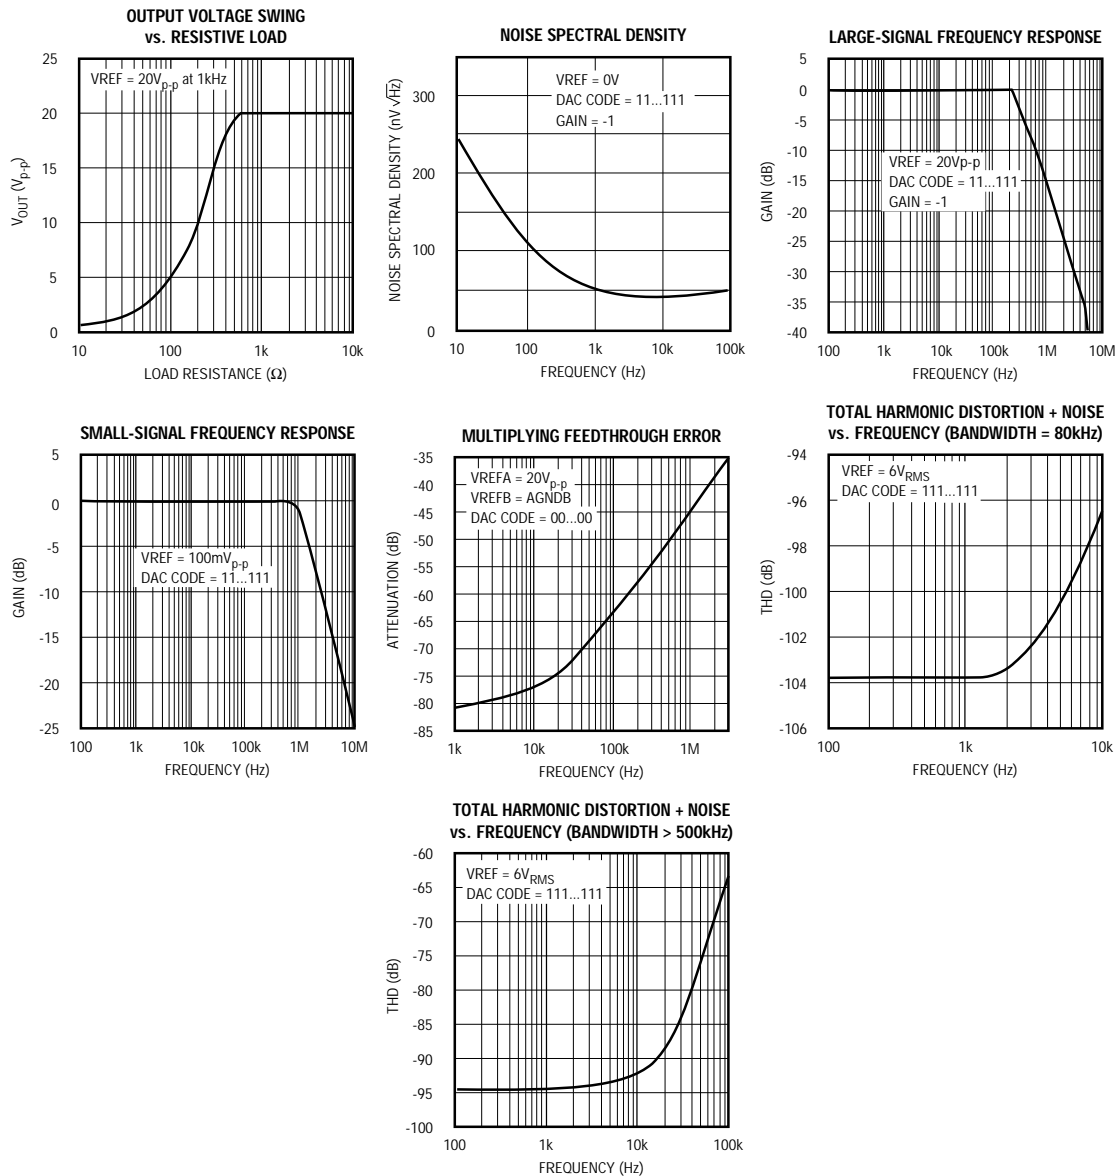 OUTPUT VOLTAGE SWING
vs. RESISTIVE LOAD
VREF = 20Vp-p at 1kHz
VOUT (Vp-p)
25
20
15
10
5
0
10
100
1k
10k
LOAD RESISTANCE (Ω)
NOISE SPECTRAL DENSITY
VREF = 0V
DAC CODE = 11...111
GAIN = -1
NOISE SPECTRAL DENSITY (nV √Hz)
300
200
100
0
10
100
1k
10k
100k
FREQUENCY (Hz)
LARGE-SIGNAL FREQUENCY RESPONSE
VREF = 20Vp-p
DAC CODE = 11...111
GAIN = -1
GAIN (dB)
5
0
-5
-10
-15
-20
-25
-30
-35
-40
100
1k
10k
100k
1M
10M
FREQUENCY (Hz)
SMALL-SIGNAL FREQUENCY RESPONSE
VREF = 100mVp-p
DAC CODE = 11...111
GAIN (dB)
5
0
-5
-10
-15
-20
-25
100
1k
10k
100k
1M
10M
FREQUENCY (Hz)
MULTIPLYING FEEDTHROUGH ERROR
VREFA = 20Vp-p
VREFB = AGNDB
DAC CODE = 00...00
ATTENUATION (dB)
-35
-40
-45
-50
-55
-60
-65
-70
-75
-80
-85
1k
10k
100k
1M
FREQUENCY (Hz)
TOTAL HARMONIC DISTORTION + NOISE
vs. FREQUENCY (BANDWIDTH = 80kHz)
VREF = 6VRMS
DAC CODE = 111...111
THD (dB)
-94
-96
-98
-100
-102
-104
-106
100
1k
10k
FREQUENCY (Hz)
TOTAL HARMONIC DISTORTION + NOISE
vs. FREQUENCY (BANDWIDTH > 500kHz)
VREF = 6VRMS
DAC CODE = 111...111
THD (dB)
-60
-65
-70
-75
-80
-85
-90
-95
-100
100
1k
10k
100k
FREQUENCY (Hz)